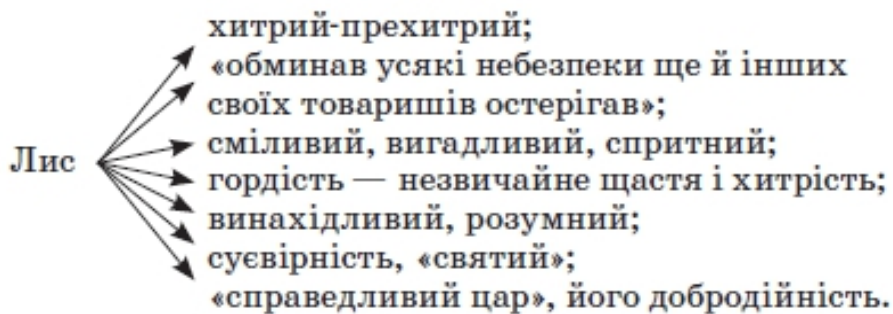 хитрий-прехитрий;
«обминав усякі небезпеки ще й інших
своїх товаришів остерігав»;
Лис
сміливий, вигадливий, спритний;
гордість — незвичайне щастя і хитрість;
винахідливий, розумний;
суєвірність, «святий»;
«справедливий цар», його добродійність.